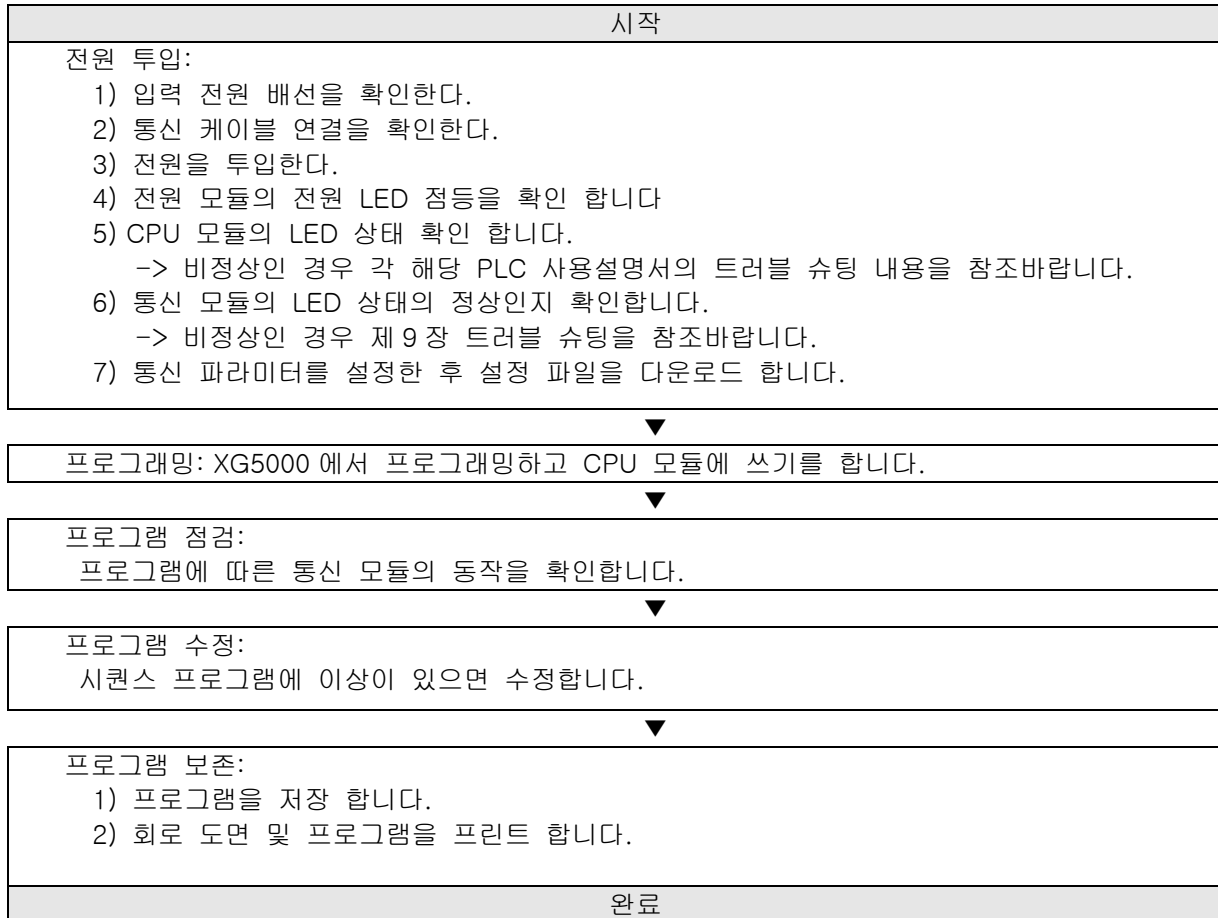 시작
전원 투입:
1) 입력 전원 배선을 확인한다.
2) 통신 케이블 연결을 확인한다.
3) 전원을 투입한다.
4) 전원 모듈의 전원 LED 점등을 확인 합니다
5) CPU 모듈의 LED 상태 확인 합니다.
-> 비정상인 경우 각 해당 PLC 사용설명서의 트러블 슈팅 내용을 참조바랍니다.
6) 통신 모듈의 LED 상태의 정상인지 확인합니다.
-> 비정상인 경우 제 9 장 트러블 슈팅을 참조바랍니다.
7) 통신 파라미터를 설정한 후 설정 파일을 다운로드 합니다.
▼
프로그래밍: XG5000 에서 프로그래밍하고 CPU 모듈에 쓰기를 합니다.
▼
프로그램 점검:
프로그램에 따른 통신 모듈의 동작을 확인합니다.
▼
프로그램 수정:
시퀀스 프로그램에 이상이 있으면 수정합니다.
▼
프로그램 보존:
1) 프로그램을 저장 합니다.
2) 회로 도면 및 프로그램을 프린트 합니다.
완료